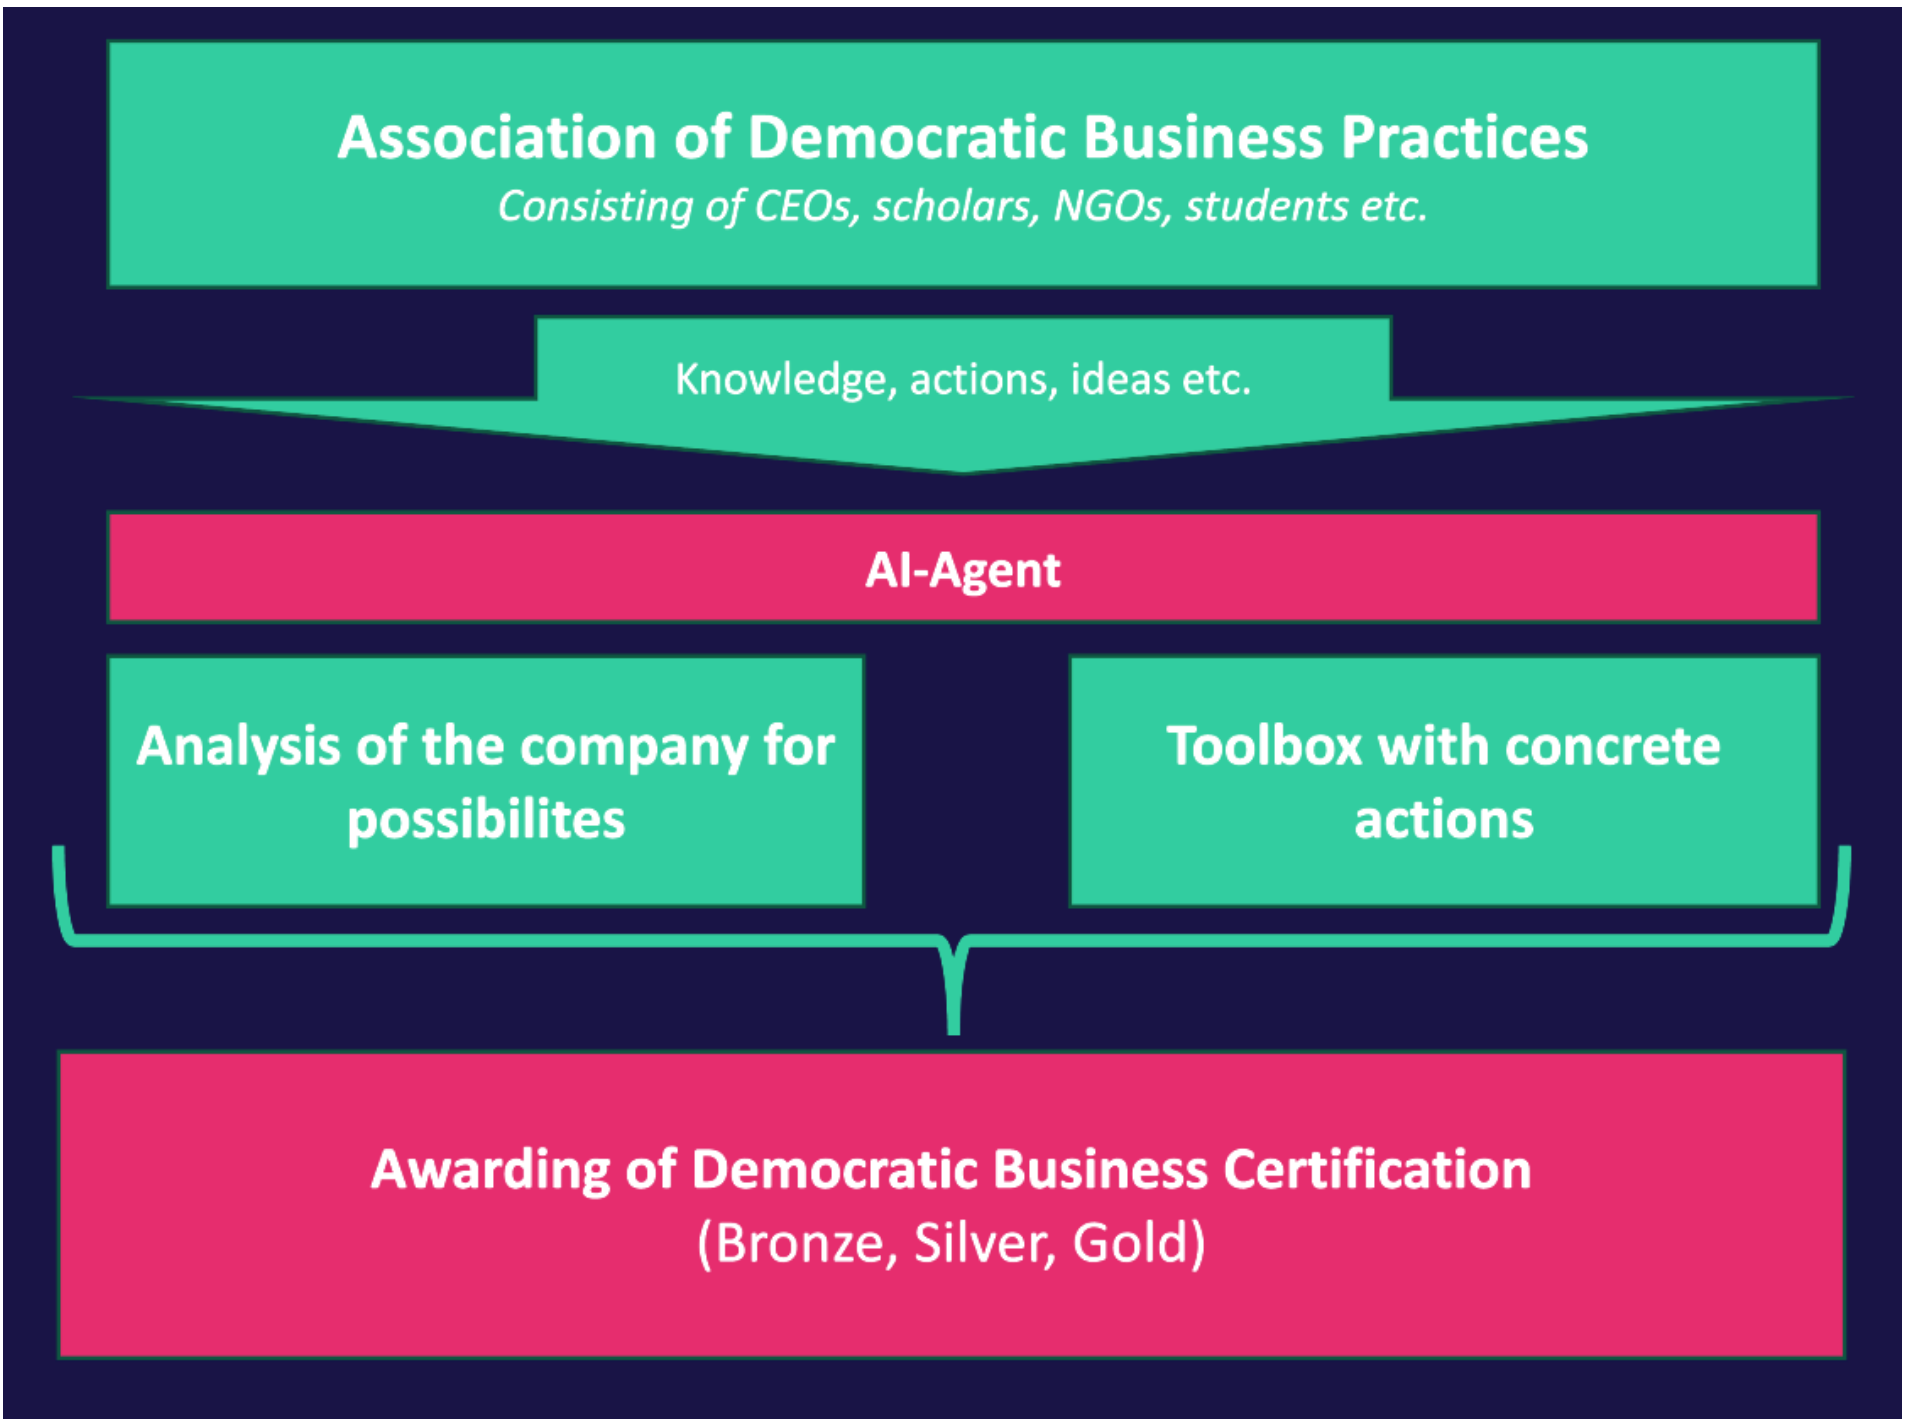 Association of Democratic Business Practices
Consisting of CEOs, scholars, NGOs, students etc.
Knowledge, actions, ideas etc.
AI-Agent
Analysis of the company for
possibilites
Toolbox with concrete
actions
Awarding of Democratic Business Certification
(Bronze, Silver, Gold)